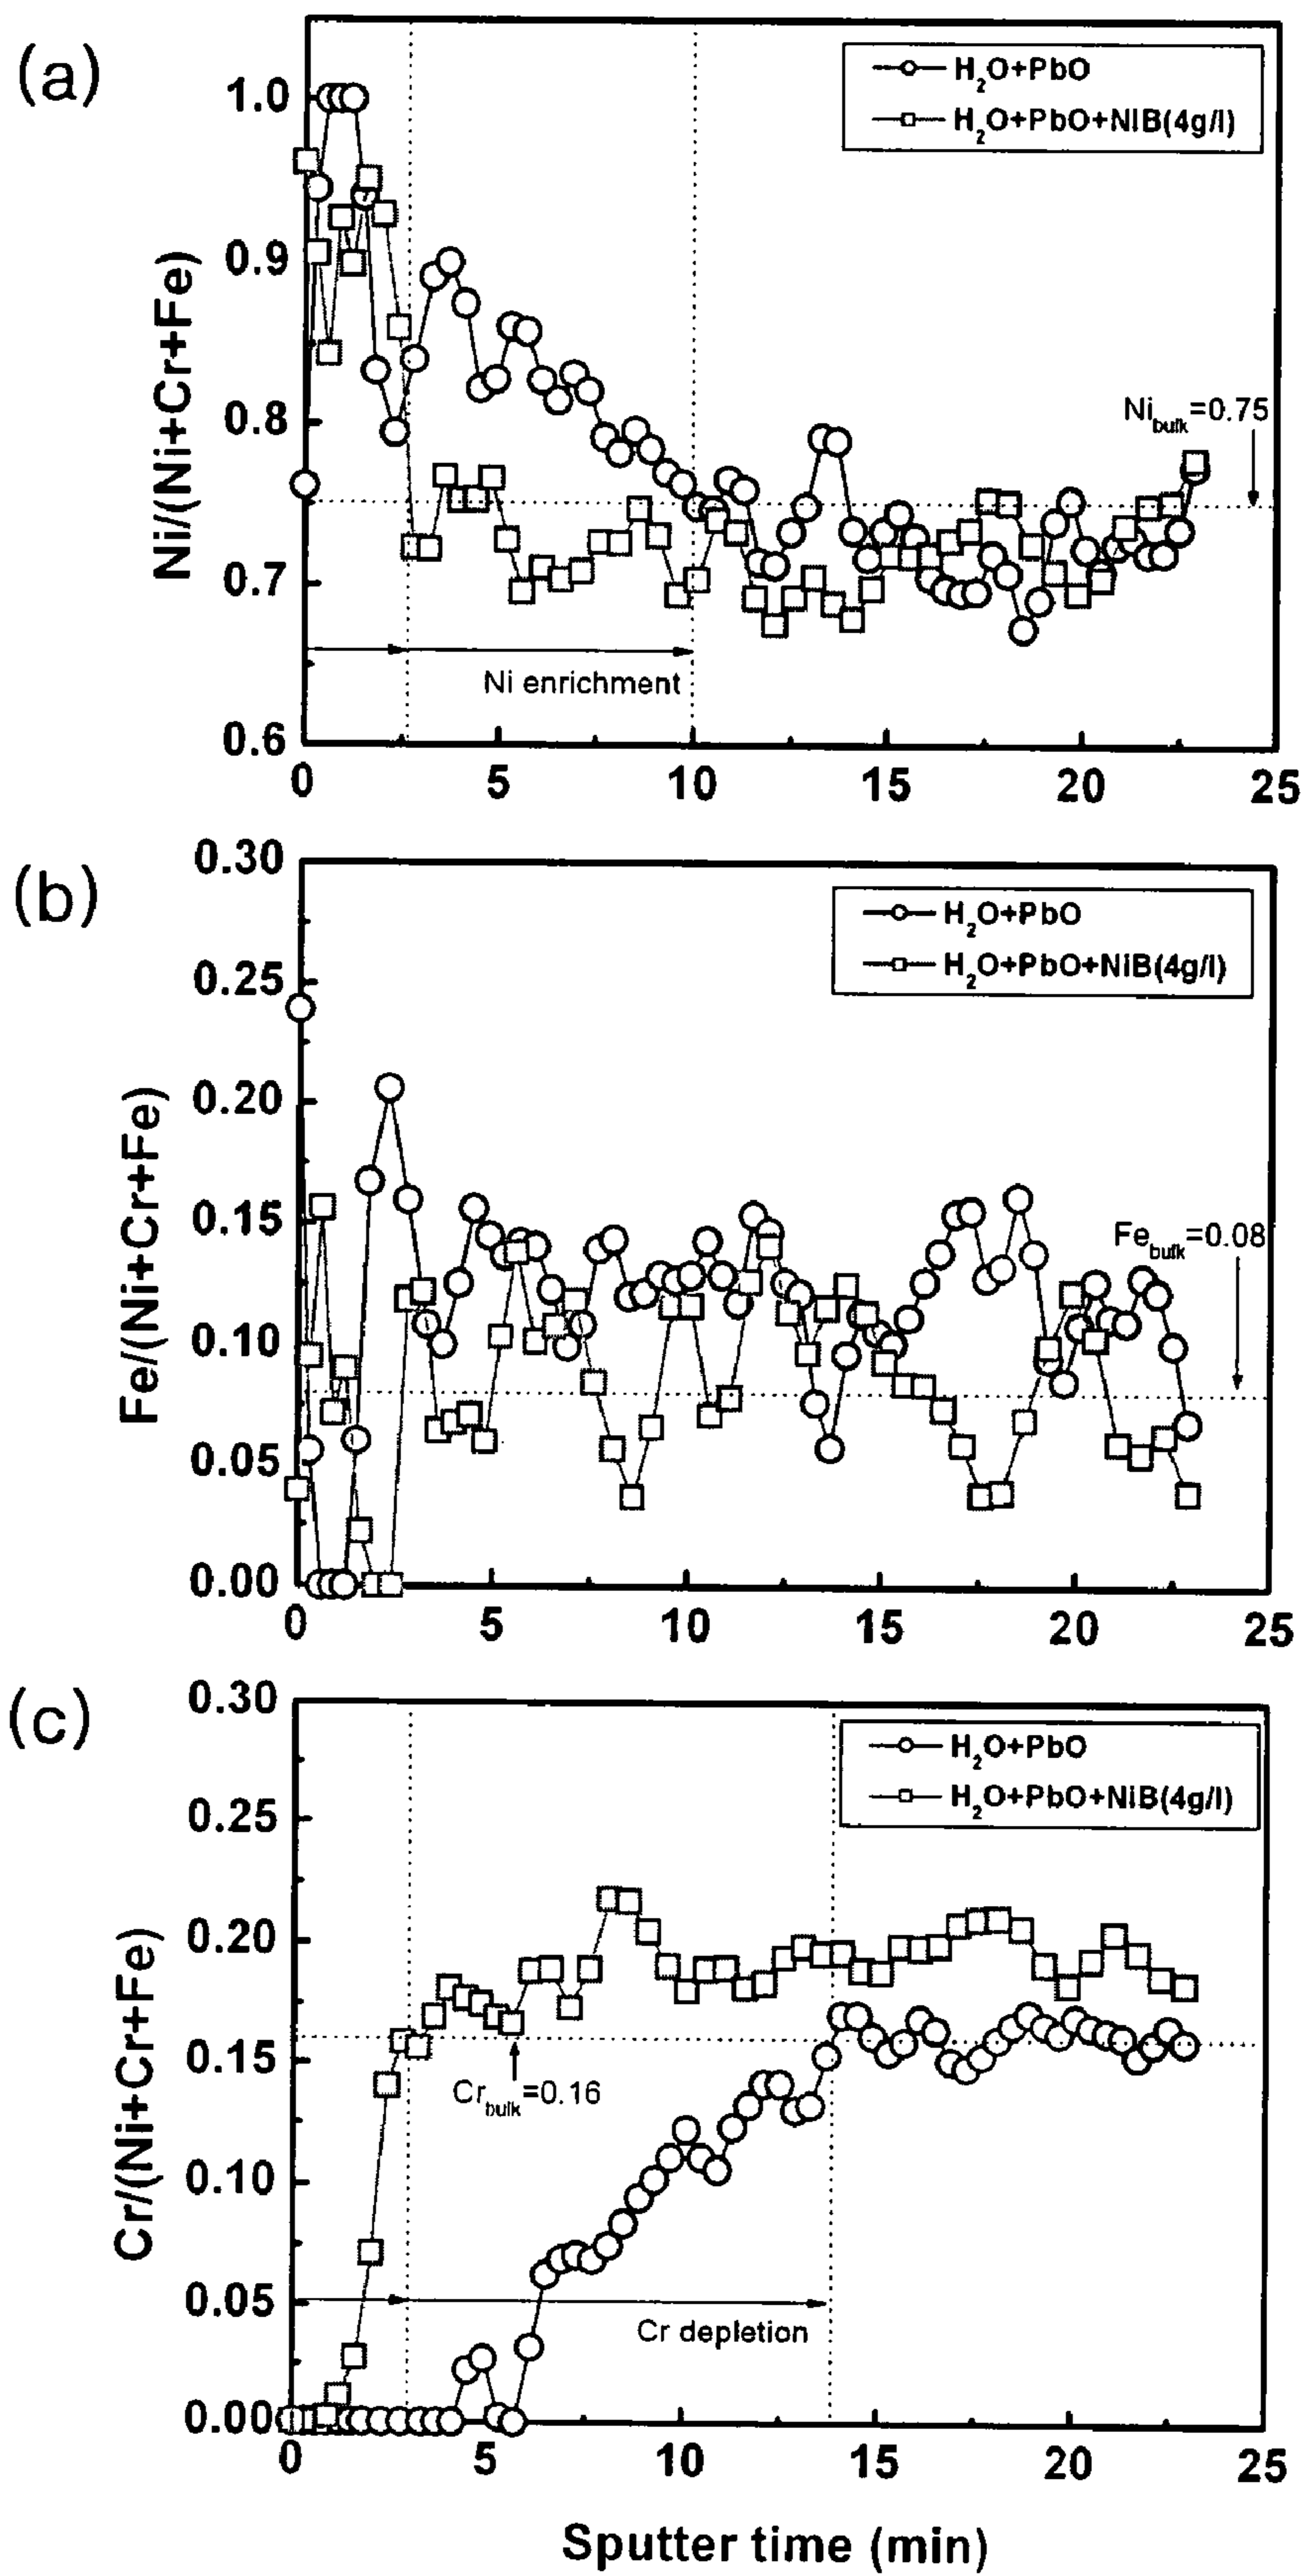 (a)
H₂O+PbO
H₂O+PbO+NiB(4g/l)
1.0
0.9
0.8
0.7
0.6
Ni/(Ni+Cr+Fe)
Ni_bulk=0.75
Ni enrichment
0 5 10 15 20 25
(b)
0.30
0.25
0.20
0.15
0.10
0.05
0.00
Fe/(Ni+Cr+Fe)
H₂O+PbO
H₂O+PbO+NiB(4g/l)
Fe_bulk=0.08
0 5 10 15 20 25
(c)
0.30
0.25
0.20
0.15
0.10
0.05
0.00
Cr/(Ni+Cr+Fe)
H₂O+PbO
H₂O+PbO+NiB(4g/l)
Cr_bulk=0.16
Cr depletion
0 5 10 15 20 25
Sputter time (min)